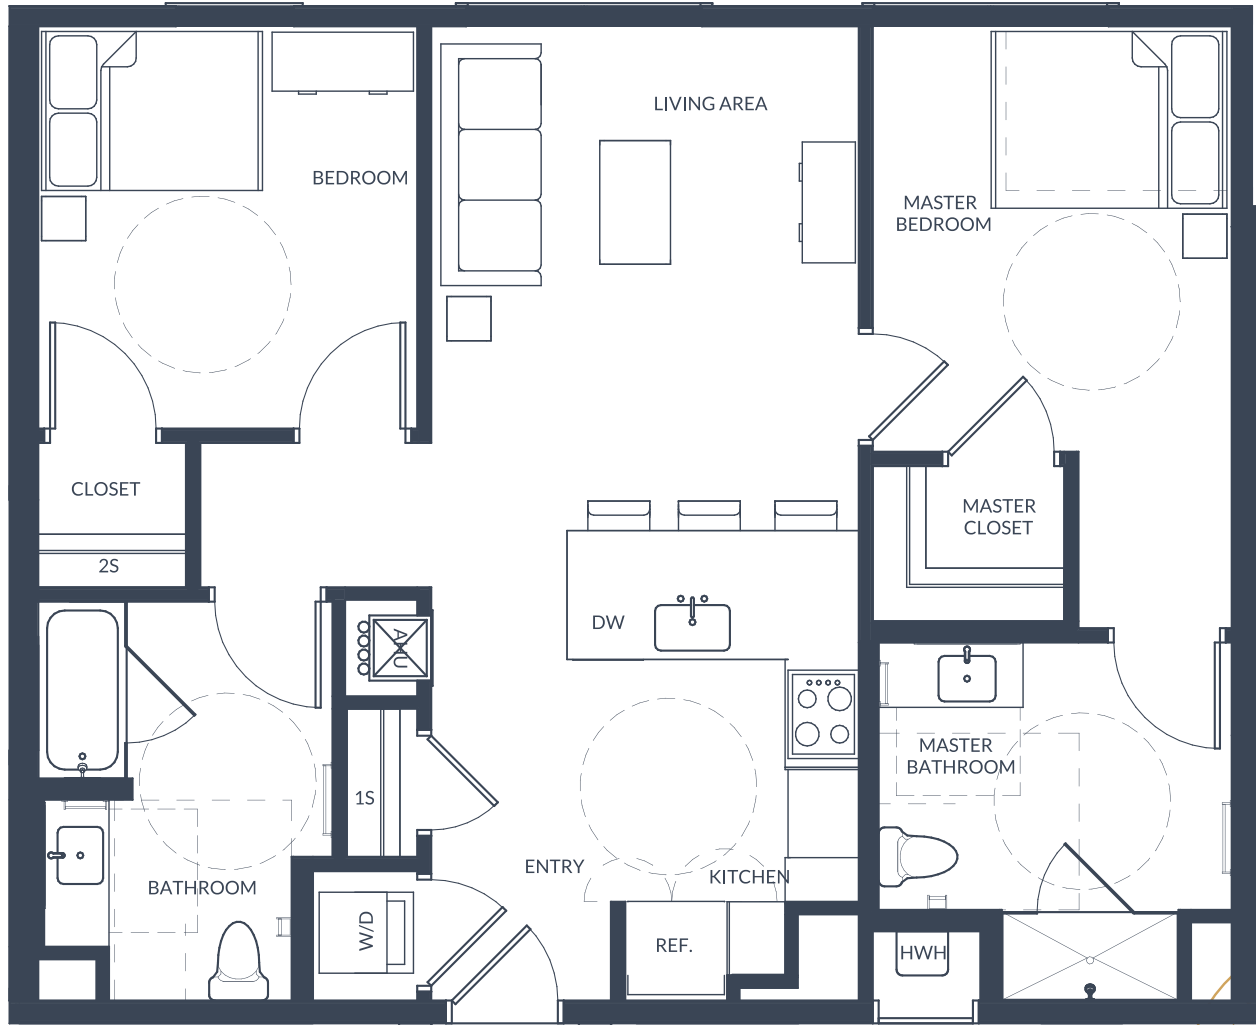 LIVING AREA
BEDROOM
MASTER
BEDROOM
CLOSET
2S
MASTER
CLOSET
DW
AHU
MASTER
BATHROOM
1S
ENTRY
KITCHEN
BATHROOM
W/D
REF.
HWH